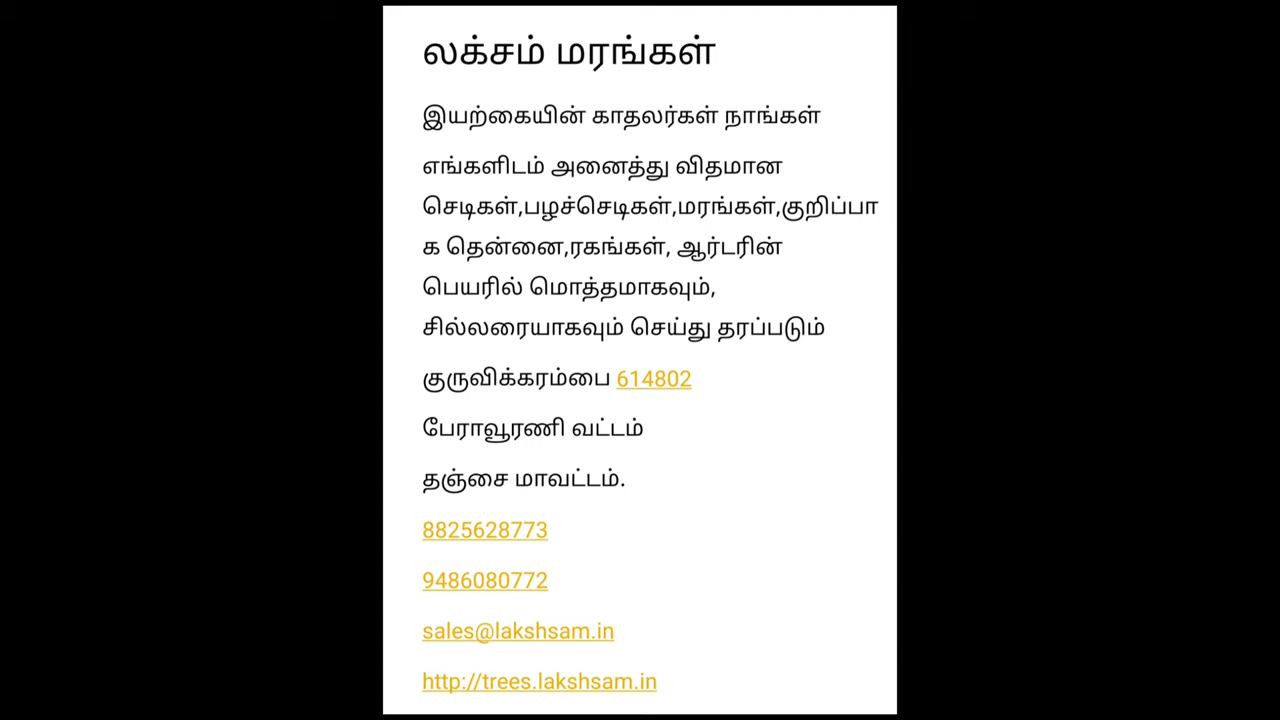 லக்சம் மரங்கள்
இயற்கையின் காதலர்கள் நாங்கள்
எங்களிடம் அனைத்து விதமான
செடிகள்,பழச்செடிகள்,மரங்கள்,குறிப்பா
க தென்னை,ரகங்கள், ஆர்டரின்
பெயரில் மொத்தமாகவும்,
சில்லரையாகவும் செய்து தரப்படும்
குருவிக்கரம்பை 614802
பேராவூரணி வட்டம்
தஞ்சை மாவட்டம்.
8825628773
9486080772
sales@lakshsam.in
http://trees.lakshsam.in